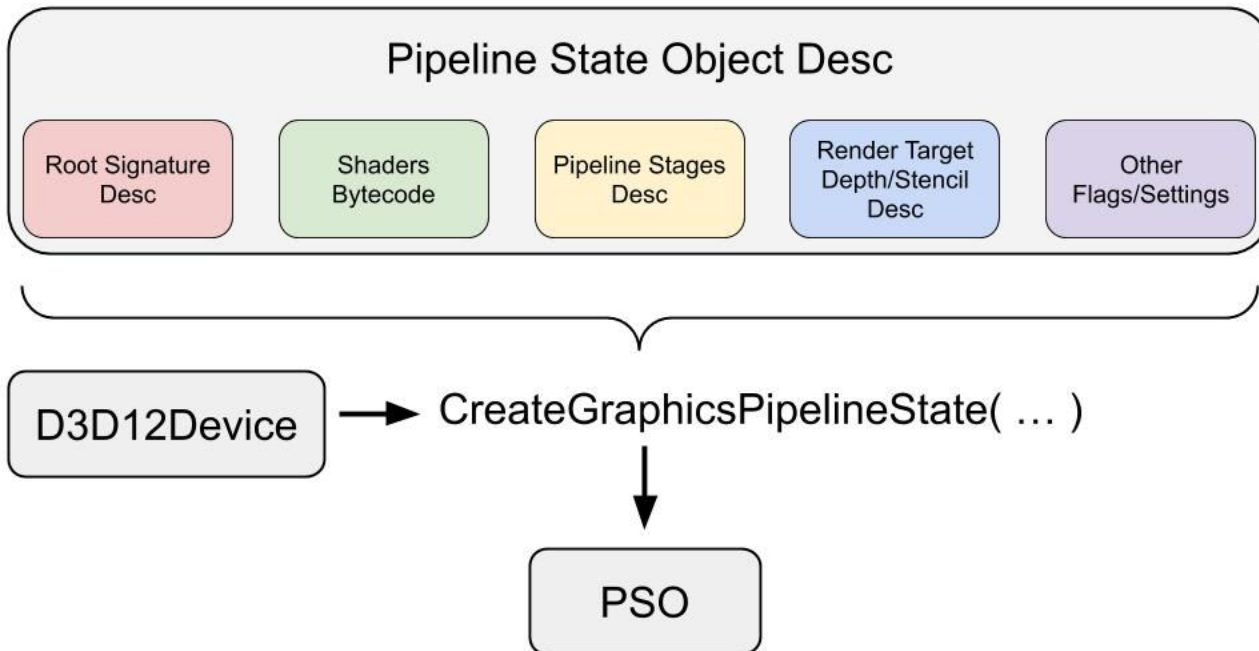 Pipeline State Object Desc
Root Signature
Desc
Shaders
Bytecode
Pipeline Stages
Desc
Render Target
Depth/Stencil
Desc
Other
Flags/Settings
D3D12Device
CreateGraphicsPipelineState( … )
PSO